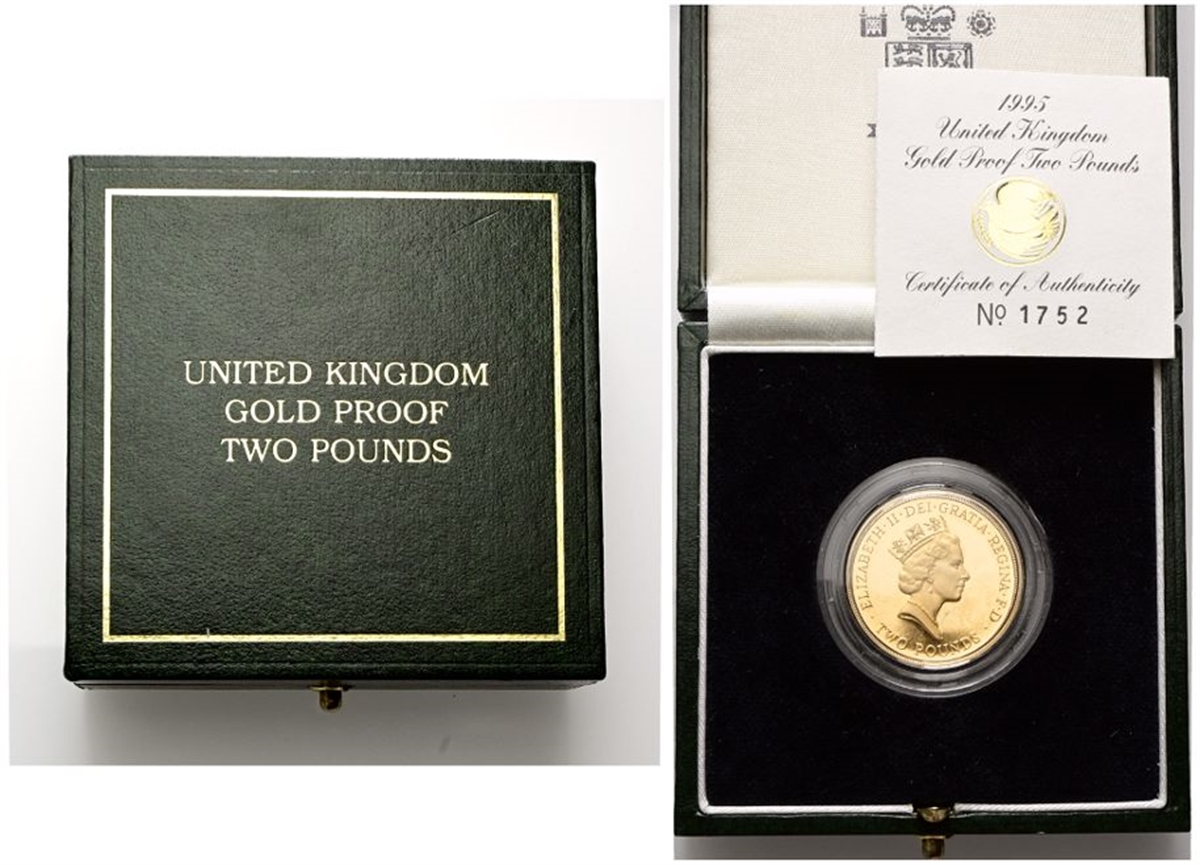 UNITED KINGDOM
GOLD PROOF
TWO POUNDS
1995
United Kingdom
Gold Proof Two Pounds
Certificate of Authenticity
No 1752
· ELIZABETH · II · DEI · GRATIA · REGINA · F · D ·
TWO POUNDS